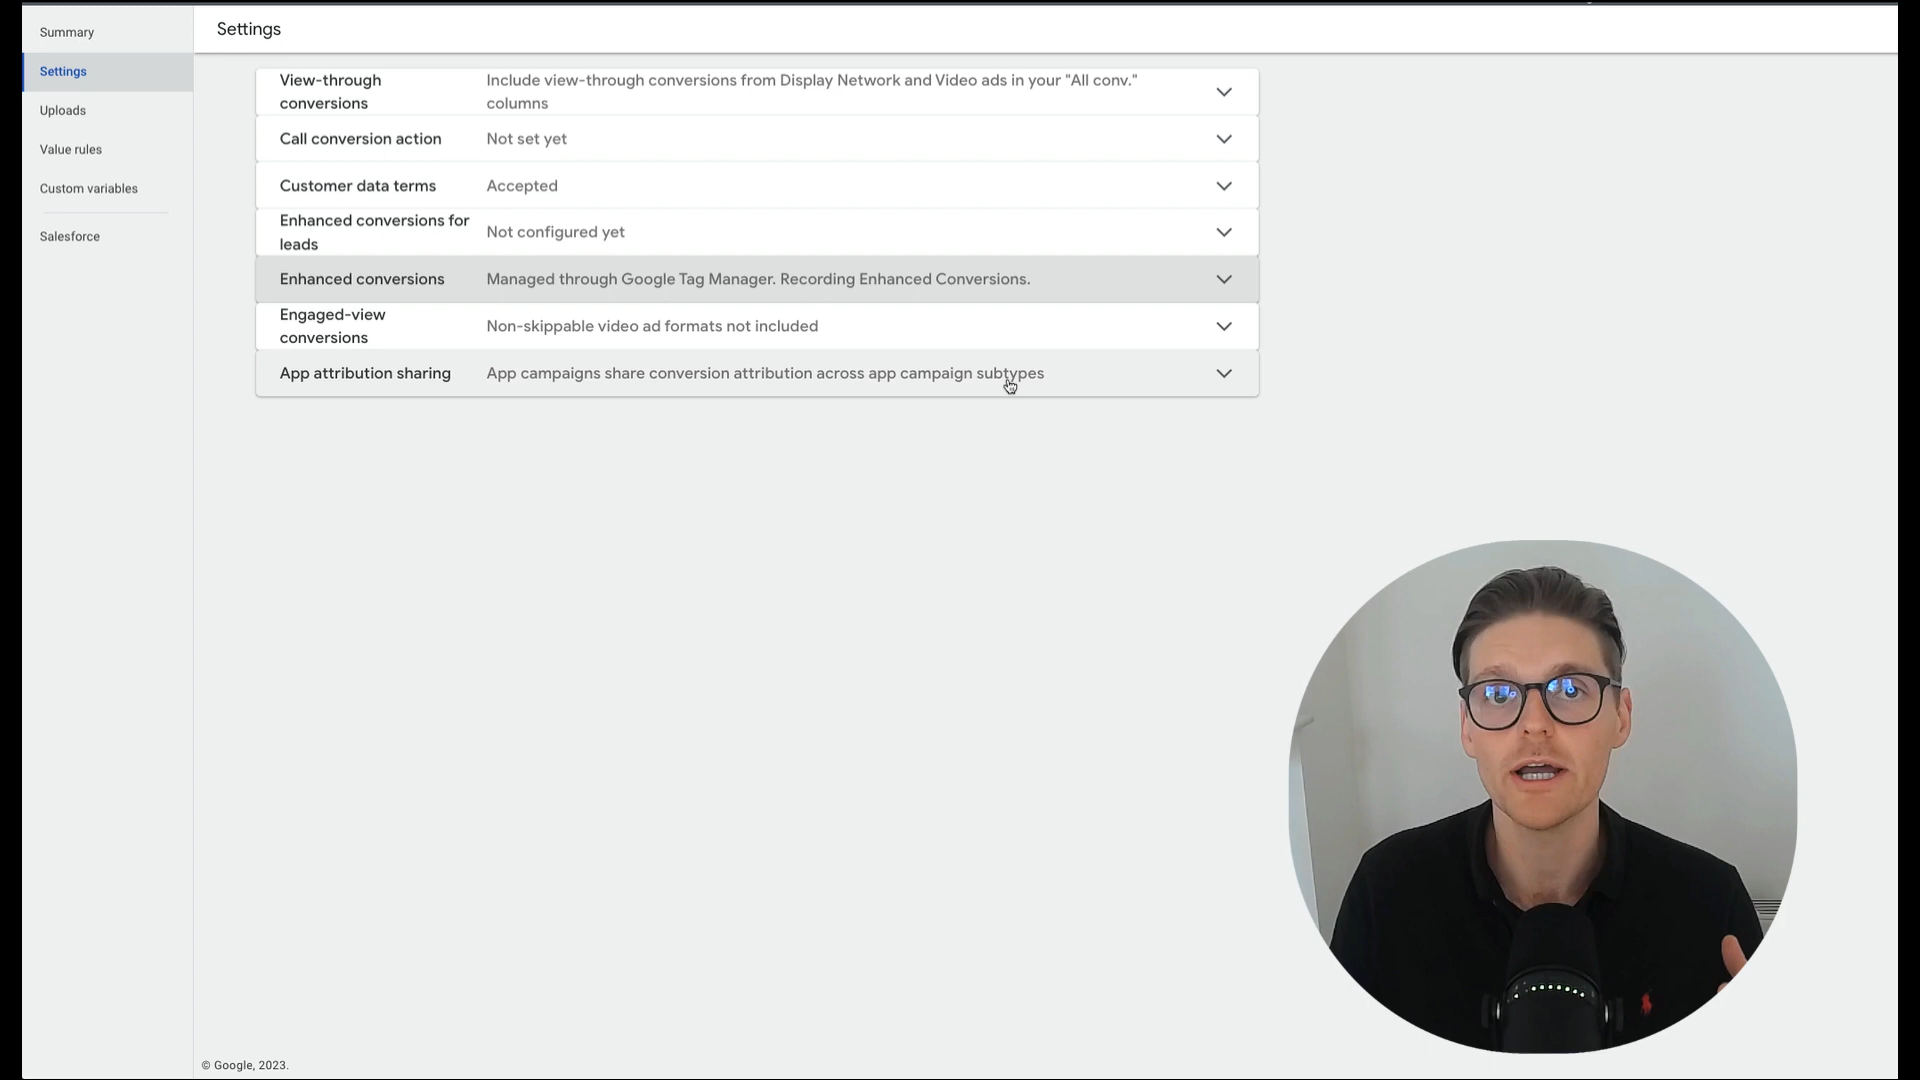 Summary
Settings
Uploads
Value rules
Custom variables
Salesforce
Settings
View-through
conversions
Include view-through conversions from Display Network and Video ads in your "All conv."
columns
Call conversion action
Not set yet
Customer data terms
Accepted
Enhanced conversions for
leads
Not configured yet
Enhanced conversions
Managed through Google Tag Manager. Recording Enhanced Conversions.
Engaged-view
conversions
Non-skippable video ad formats not included
App attribution sharing
App campaigns share conversion attribution across app campaign subtypes
© Google, 2023.